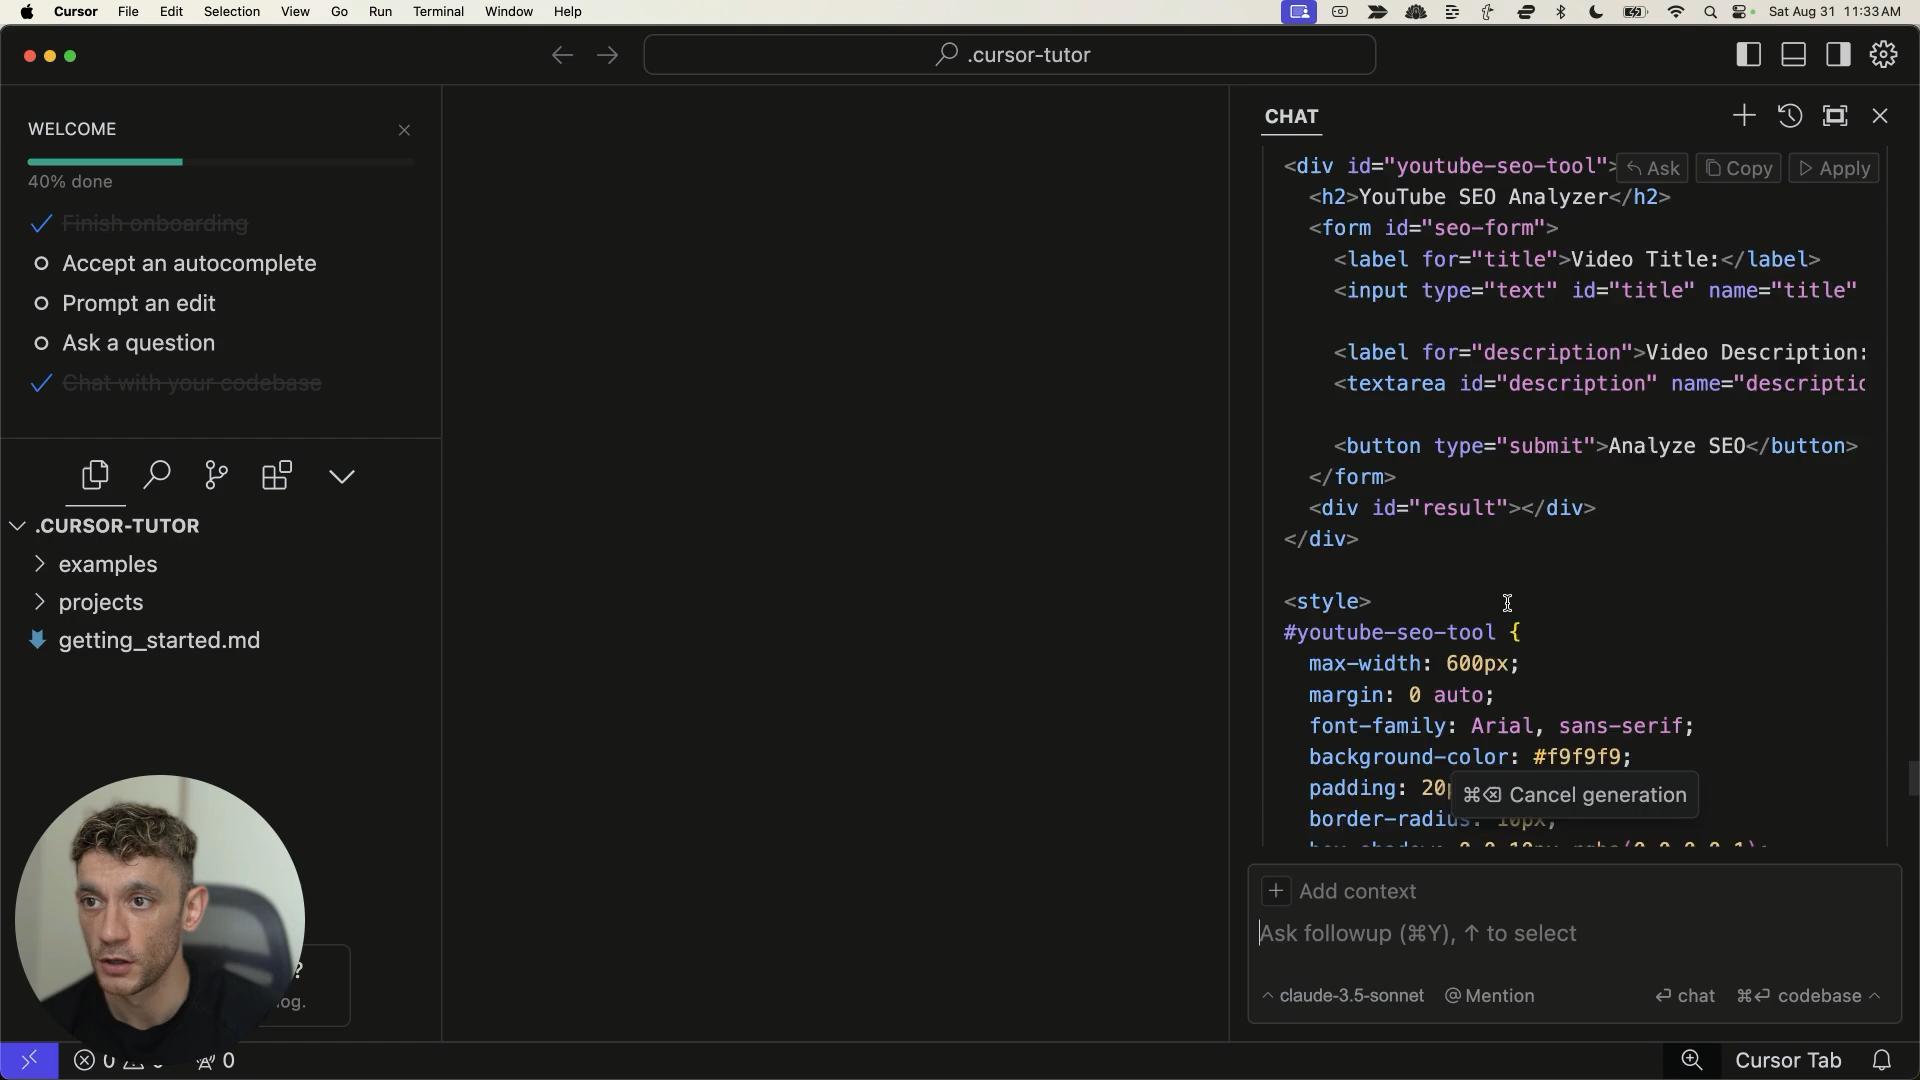 Cursor File Edit Selection View Go Run Terminal Window Help
Sat Aug 31 11:33 AM
.cursor-tutor
WELCOME
40% done
Finish onboarding
Accept an autocomplete
Prompt an edit
Ask a question
Chat with your codebase
.CURSOR-TUTOR
examples
projects
getting_started.md
?
og.
0
0
CHAT
Ask Copy Apply
<div id="youtube-seo-tool">
<h2>YouTube SEO Analyzer</h2>
<form id="seo-form">
<label for="title">Video Title:</label>
<input type="text" id="title" name="title"
<label for="description">Video Description:
<textarea id="description" name="descriptio
<button type="submit">Analyze SEO</button>
</form>
<div id="result"></div>
</div>
<style>
#youtube-seo-tool {
max-width: 600px;
margin: 0 auto;
font-family: Arial, sans-serif;
background-color: #f9f9f9;
padding: 20p
⌘⌫ Cancel generation
border-radius: 10px;
Add context
Ask followup (⌘Y), ↑ to select
claude-3.5-sonnet @ Mention ↵ chat ⌘↵ codebase
Cursor Tab